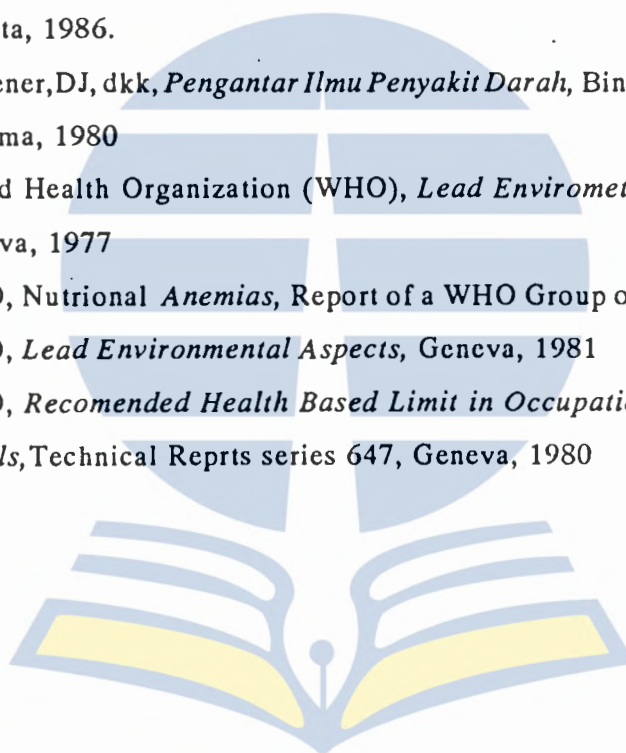 ta, 1986.
ener,DJ, dkk, Pengantar Ilmu Penyakit Darah, Bin
ma, 1980
d Health Organization (WHO), Lead Enviromet
va, 1977
), Nutrional Anemias, Report of a WHO Group o
), Lead Environmental Aspects, Geneva, 1981
), Recomended Health Based Limit in Occupatio
ls,Technical Reprts series 647, Geneva, 1980